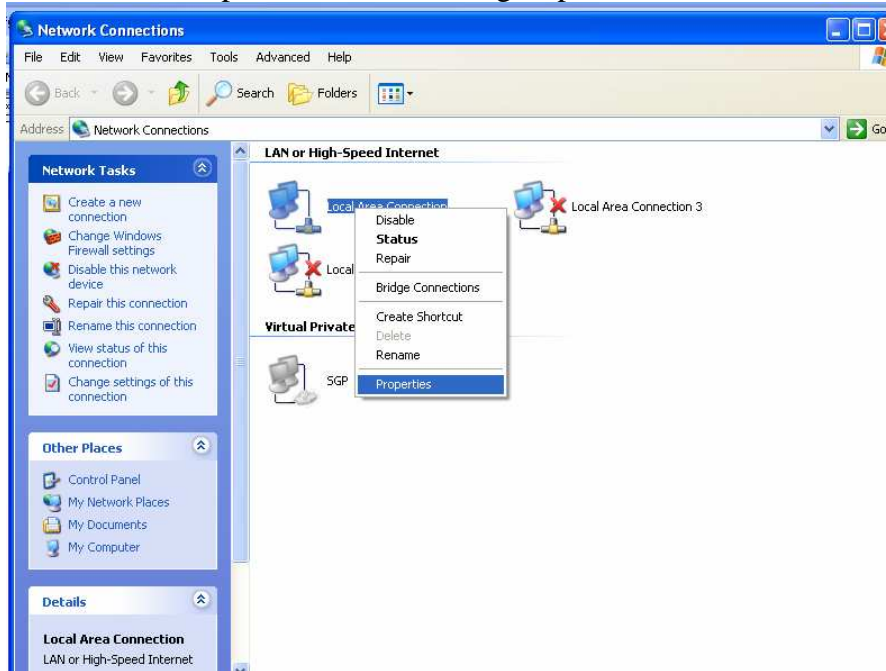 Network Connections
File Edit View Favorites Tools Advanced Help
Back Search Folders
Address Network Connections Go
Network Tasks
Create a new
connection
Change Windows
Firewall settings
Disable this network
device
Repair this connection
Rename this connection
View status of this
connection
Change settings of this
connection
Other Places
Control Panel
My Network Places
My Documents
My Computer
Details
Local Area Connection
LAN or High-Speed Internet
LAN or High-Speed Internet
Local Area Connection
Local Area Connection 3
Local
Virtual Private
SGP
Disable
Status
Repair
Bridge Connections
Create Shortcut
Delete
Rename
Properties